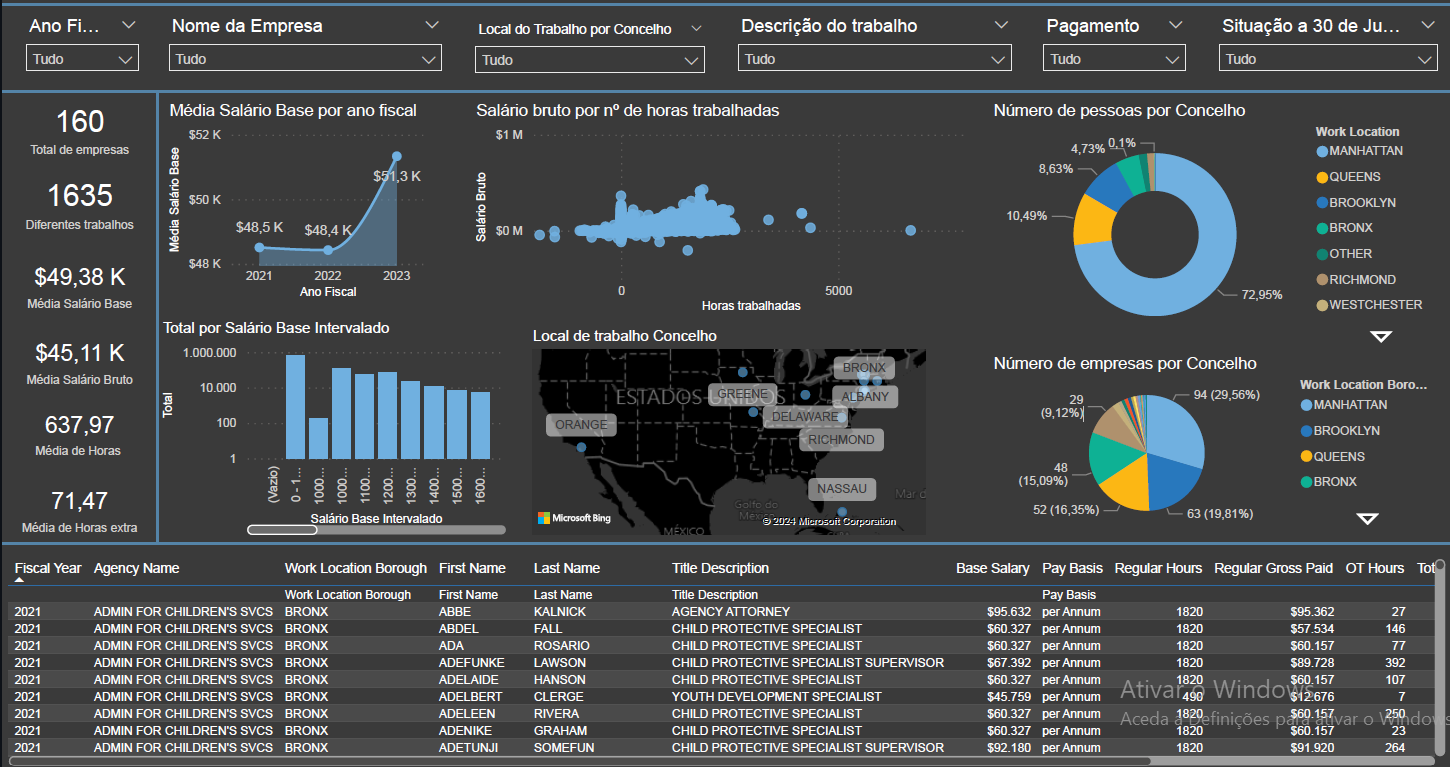 Ano Fi...
Nome da Empresa
Local do Trabalho por Concelho
Descrição do trabalho
Pagamento
Situação a 30 de Ju...
Tudo
Tudo
Tudo
Tudo
Tudo
Tudo
160
Total de empresas
1635
Diferentes trabalhos
$49,38 K
Média Salário Base
$45,11 K
Média Salário Bruto
637,97
Média de Horas
71,47
Média de Horas extra
Média Salário Base por ano fiscal
Média Salário Base
$52 K
$50 K
$48 K
$48,5 K
$48,4 K
$51,3 K
2021 2022 2023
Ano Fiscal
Salário bruto por nº de horas trabalhadas
Salário Bruto
$1 M
$0 M
0 5000
Horas trabalhadas
Número de pessoas por Concelho
0,1%
4,73%
8,63%
10,49%
72,95%
Work Location
MANHATTAN
QUEENS
BROOKLYN
BRONX
OTHER
RICHMOND
WESTCHESTER
Total por Salário Base Intervalado
Total
1.000.000
10.000
100
1
(Vazio) 0 - 1... 1000... 1000... 1100... 1200... 1300... 1400... 1500... 1600...
Salário Base Intervalado
Local de trabalho Concelho
ESTADOS UNIDOS
BRONX
GREENE
ALBANY
DELAWARE
ORANGE
RICHMOND
NASSAU
Golfo do
México
Mar d
MÉXICO
Microsoft Bing
© 2024 Microsoft Corporation
Número de empresas por Concelho
94 (29,56%)
29
(9,12%)
48
(15,09%)
52 (16,35%)
63 (19,81%)
Work Location Boro...
MANHATTAN
BROOKLYN
QUEENS
BRONX
Fiscal Year Agency Name Work Location Borough First Name Last Name Title Description Base Salary Pay Basis Regular Hours Regular Gross Paid OT Hours Tot
Work Location Borough First Name Last Name Title Description Pay Basis
2021 ADMIN FOR CHILDREN'S SVCS BRONX ABBE KALNICK AGENCY ATTORNEY $95.632 per Annum 1820 $95.362 27
2021 ADMIN FOR CHILDREN'S SVCS BRONX ABDEL FALL CHILD PROTECTIVE SPECIALIST $60.327 per Annum 1820 $57.534 146
2021 ADMIN FOR CHILDREN'S SVCS BRONX ADA ROSARIO CHILD PROTECTIVE SPECIALIST $60.327 per Annum 1820 $60.157 77
2021 ADMIN FOR CHILDREN'S SVCS BRONX ADEFUNKE LAWSON CHILD PROTECTIVE SPECIALIST SUPERVISOR $67.392 per Annum 1820 $89.728 392
2021 ADMIN FOR CHILDREN'S SVCS BRONX ADELAIDE HANSON CHILD PROTECTIVE SPECIALIST $60.327 per Annum 1820 $60.157 107
2021 ADMIN FOR CHILDREN'S SVCS BRONX ADELBERT CLERGE YOUTH DEVELOPMENT SPECIALIST $45.759 per Annum 490 $12.676 7
2021 ADMIN FOR CHILDREN'S SVCS BRONX ADELEEN RIVERA CHILD PROTECTIVE SPECIALIST $60.327 per Annum 1820 $60.157 250
2021 ADMIN FOR CHILDREN'S SVCS BRONX ADENIKE GRAHAM CHILD PROTECTIVE SPECIALIST $60.327 per Annum 1820 $60.157 23
2021 ADMIN FOR CHILDREN'S SVCS BRONX ADETUNJI SOMEFUN CHILD PROTECTIVE SPECIALIST SUPERVISOR $92.180 per Annum 1820 $91.920 264
Ativar o Windows
Aceda a Definições para ativar o Windows